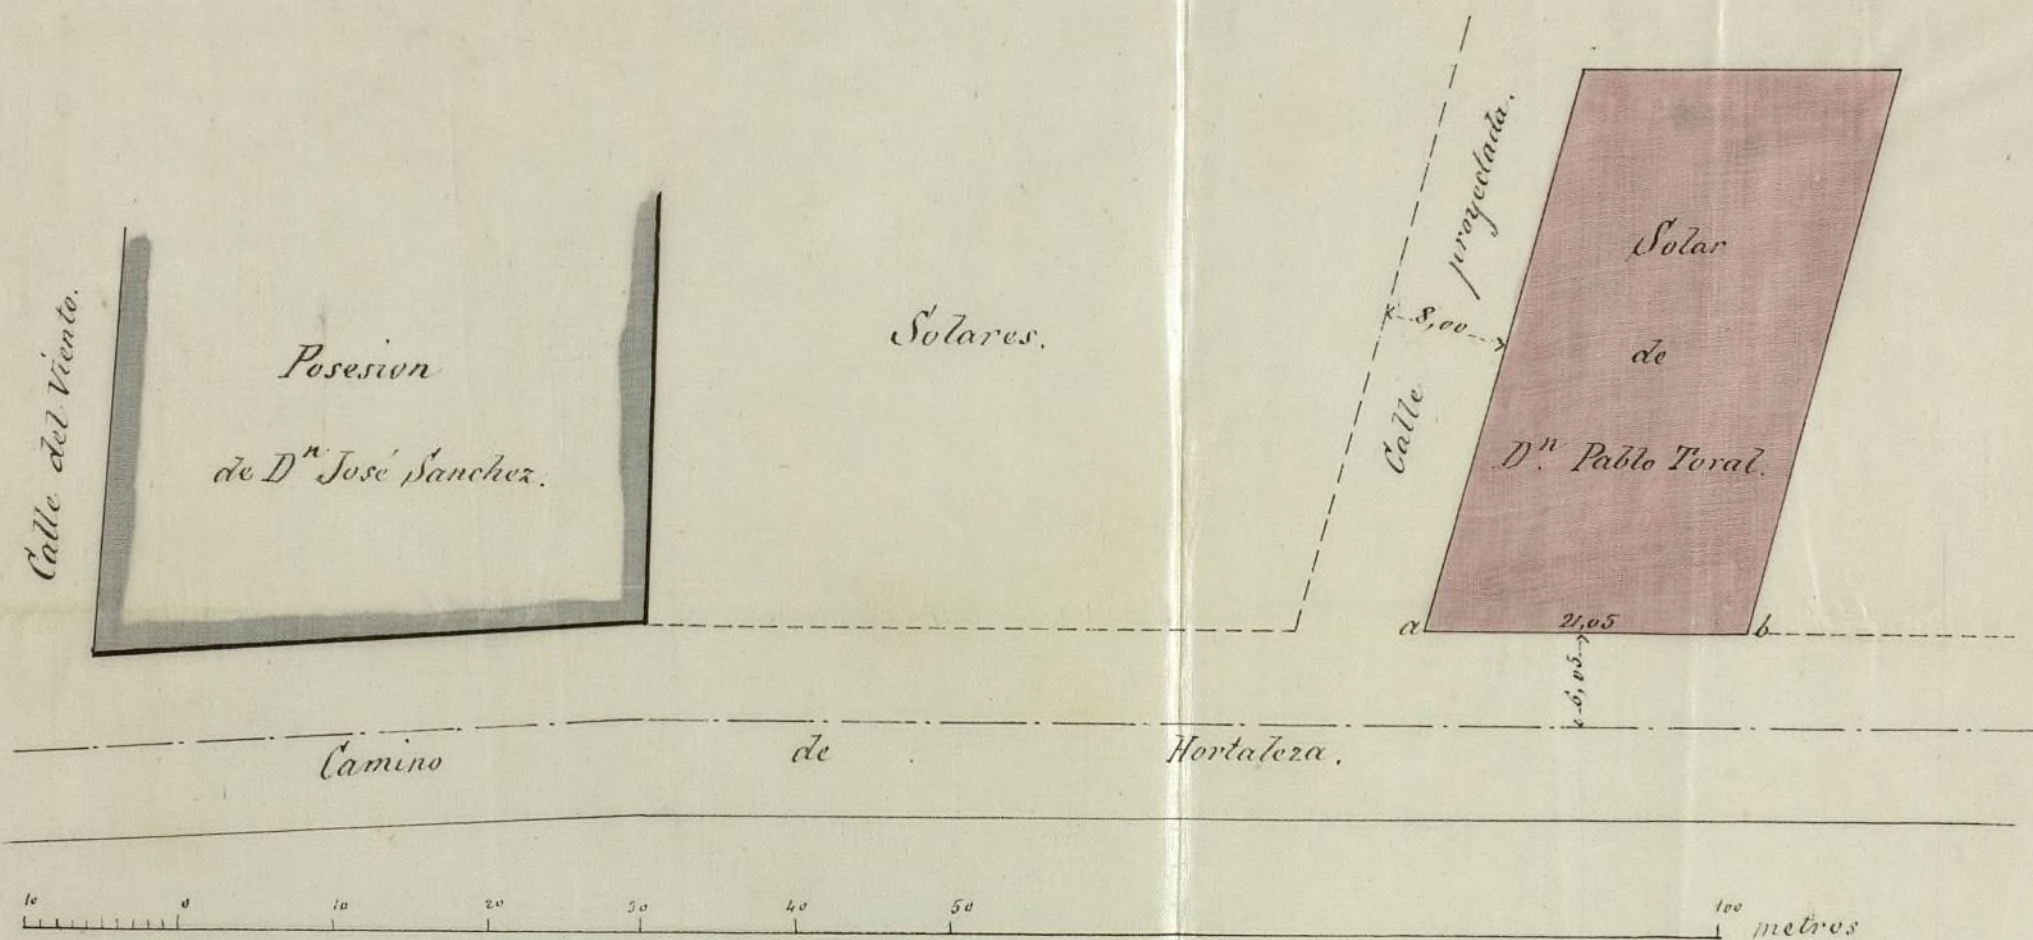 Calle del Viento.
Posesion
de Dⁿ José Sanchez.
Solares.
Calle proyectada.
8,00
Solar
de
Dⁿ. Pablo Toral.
a 21,05 b
6,05
Camino de Hortaleza.
10 0 10 20 30 40 50 100 metros